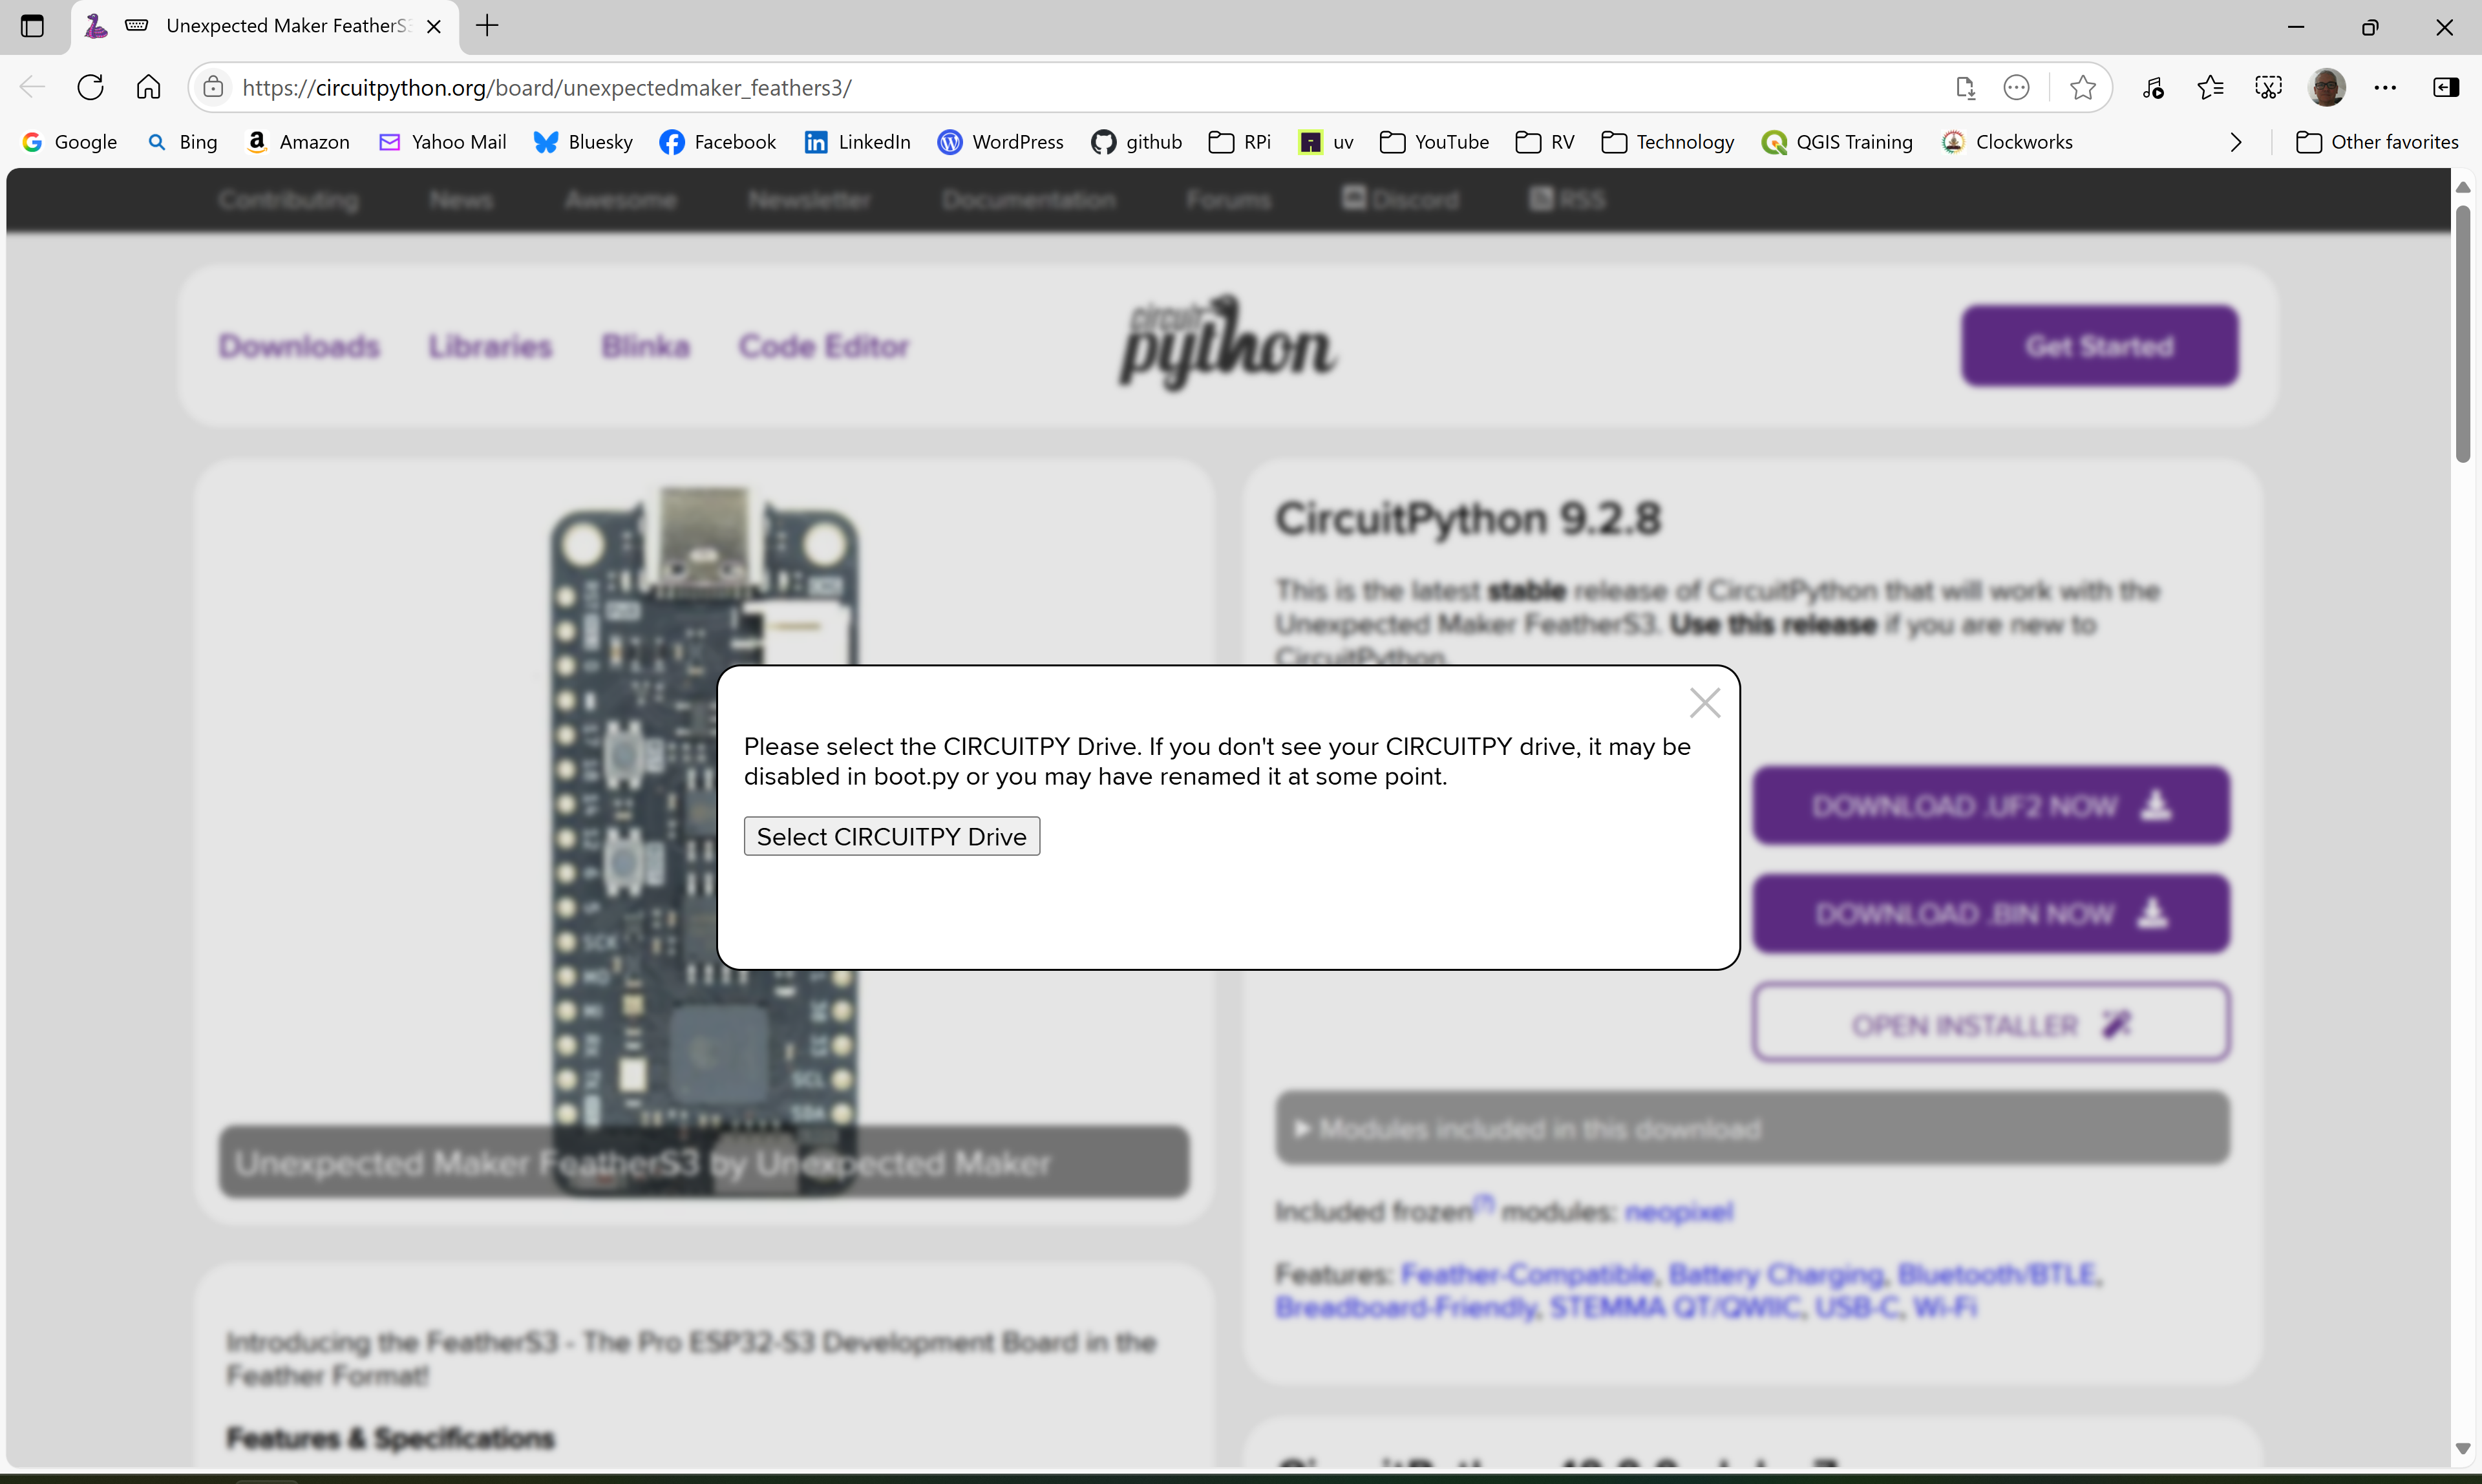 Unexpected Maker FeatherS3
https://circuitpython.org/board/unexpectedmaker_feathers3/
Google Bing Amazon Yahoo Mail Bluesky Facebook LinkedIn WordPress github RPi uv YouTube RV Technology QGIS Training Clockworks Other favorites
Contributing News Awesome Newsletter Documentation Forums Discord RSS
Downloads Libraries Blinka Code Editor
circuit
python
Get Started
CircuitPython 9.2.8
This is the latest stable release of CircuitPython that will work with the
Unexpected Maker FeatherS3. Use this release if you are new to
CircuitPython.
Please select the CIRCUITPY Drive. If you don't see your CIRCUITPY drive, it may be
disabled in boot.py or you may have renamed it at some point.
Select CIRCUITPY Drive
DOWNLOAD .UF2 NOW
DOWNLOAD .BIN NOW
OPEN INSTALLER
Modules included in this download
SCK
SCL
SDA
Unexpected Maker FeatherS3 by Unexpected Maker
Included frozen(?) modules: neopixel
Features: Feather-Compatible, Battery Charging, Bluetooth/BTLE,
Breadboard-Friendly, STEMMA QT/QWIIC, USB-C, Wi-Fi
Introducing the FeatherS3 - The Pro ESP32-S3 Development Board in the
Feather Format!
Features & Specifications